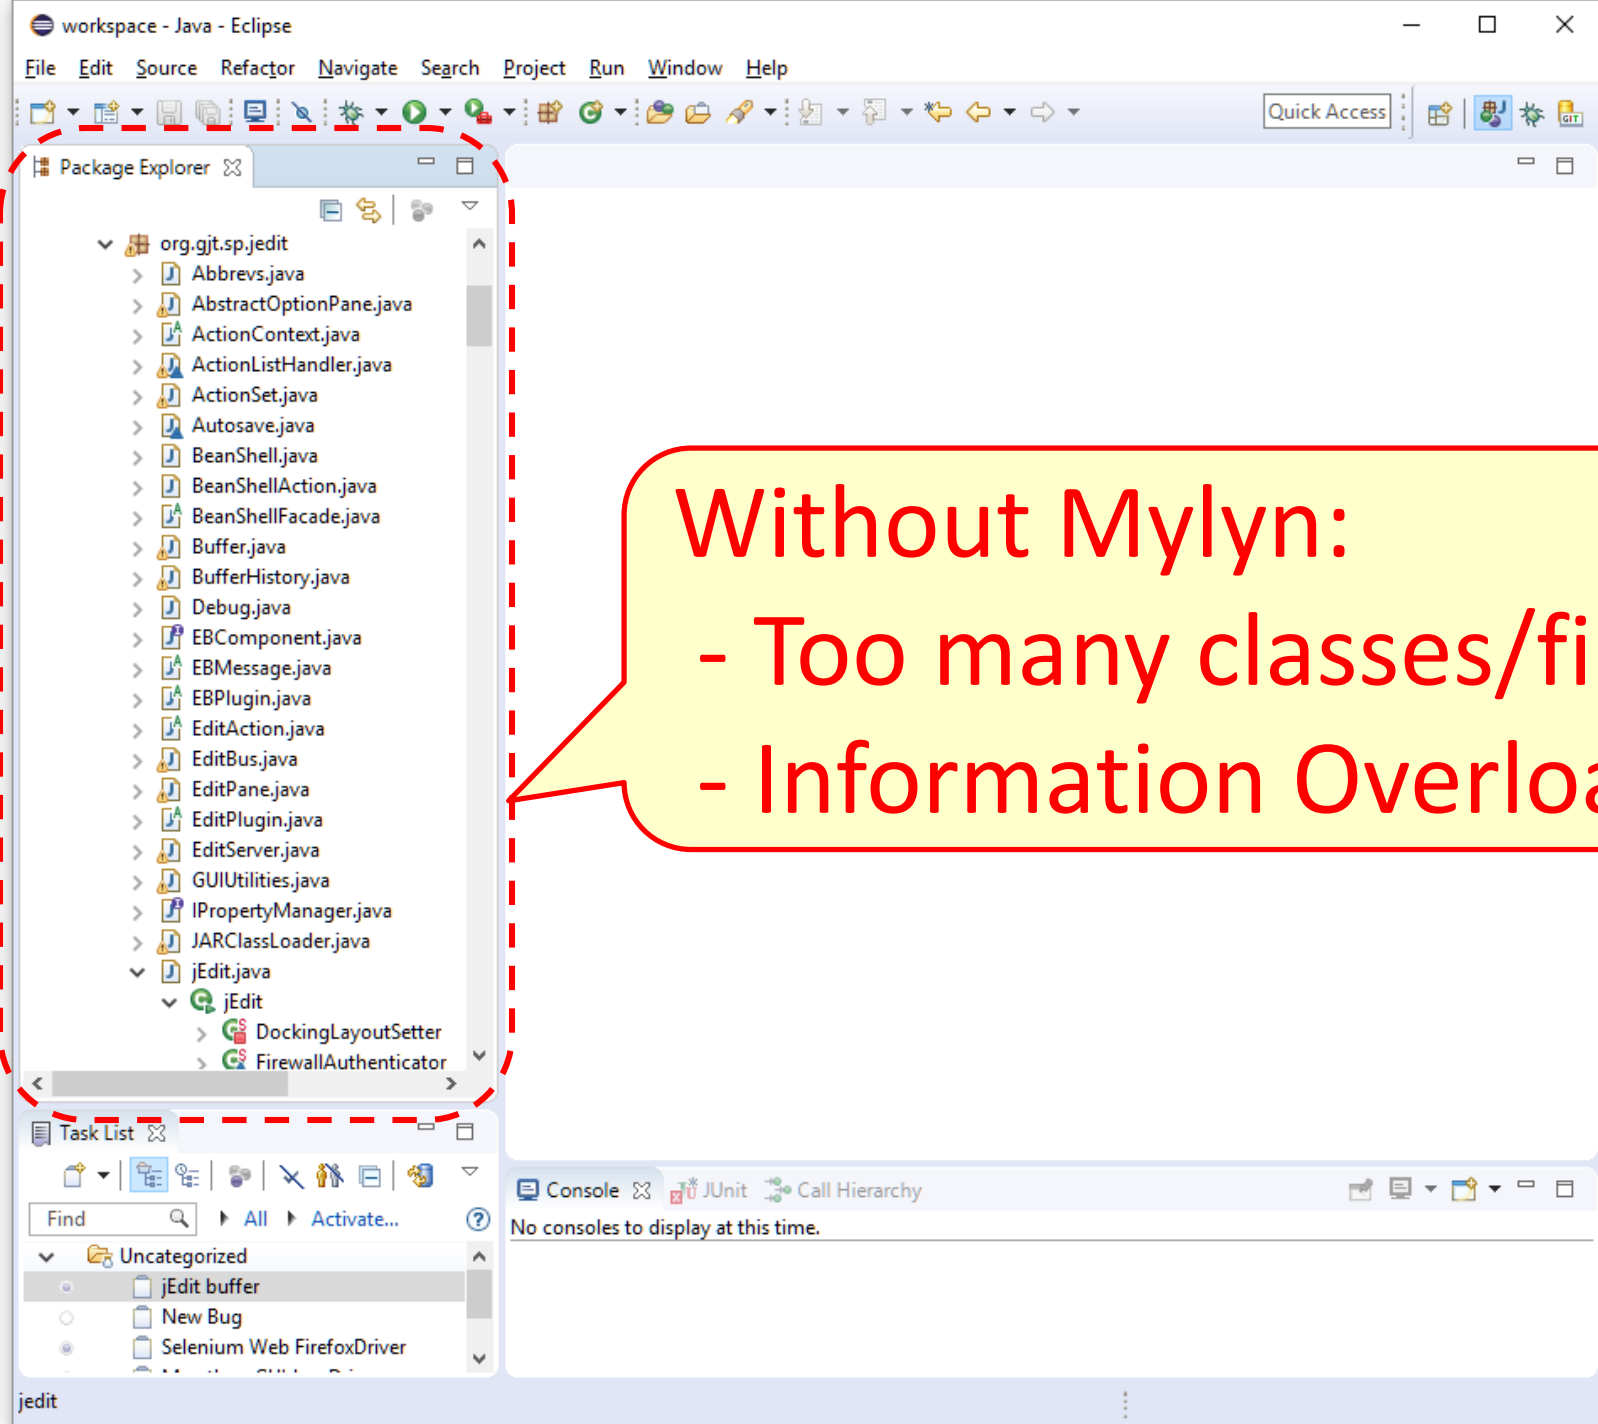 workspace - Java - Eclipse
File Edit Source Refactor Navigate Search Project Run Window Help
Quick Access
GIT
Package Explorer
org.gjt.sp.jedit
Abbrevs.java
AbstractOptionPane.java
ActionContext.java
ActionListHandler.java
ActionSet.java
Autosave.java
BeanShell.java
BeanShellAction.java
BeanShellFacade.java
Buffer.java
BufferHistory.java
Debug.java
EBComponent.java
EBMessage.java
EBPlugin.java
EditAction.java
EditBus.java
EditPane.java
EditPlugin.java
EditServer.java
GUIUtilities.java
IPropertyManager.java
JARClassLoader.java
jEdit.java
jEdit
DockingLayoutSetter
FirewallAuthenticator
Without Mylyn:
- Too many classes/fi
- Information Overloa
Task List
Find All Activate...
Uncategorized
jEdit buffer
New Bug
Selenium Web FirefoxDriver
Console JUnit Call Hierarchy
No consoles to display at this time.
jedit